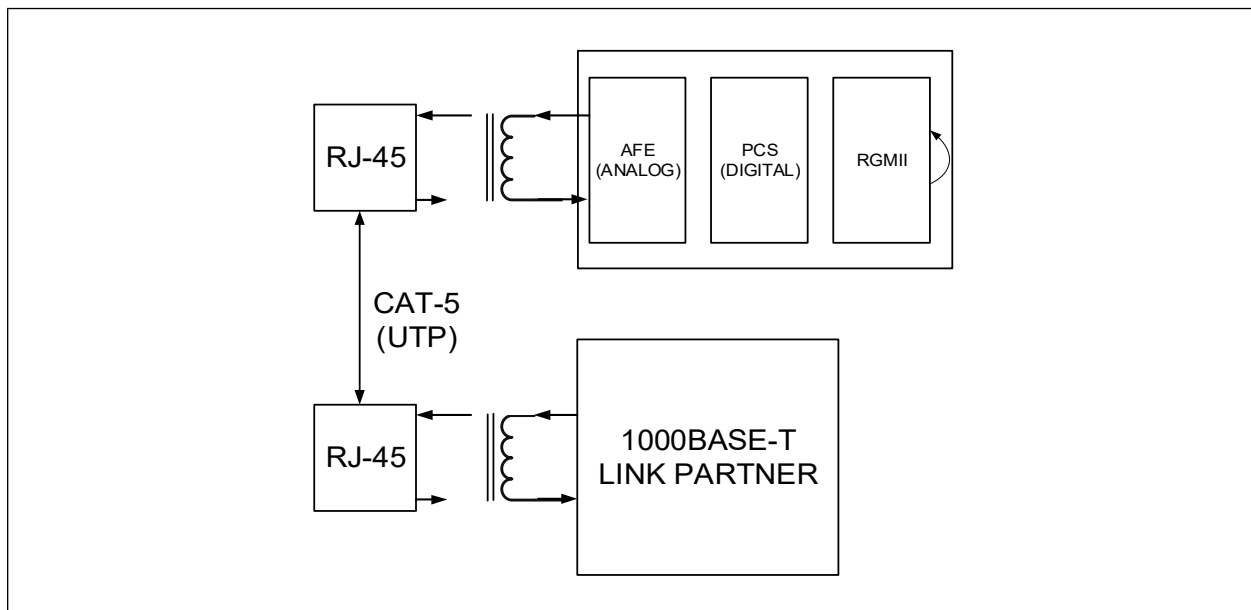 RJ-45
AFE
(ANALOG)
PCS
(DIGITAL)
RGMII
CAT-5
(UTP)
RJ-45
1000BASE-T
LINK PARTNER